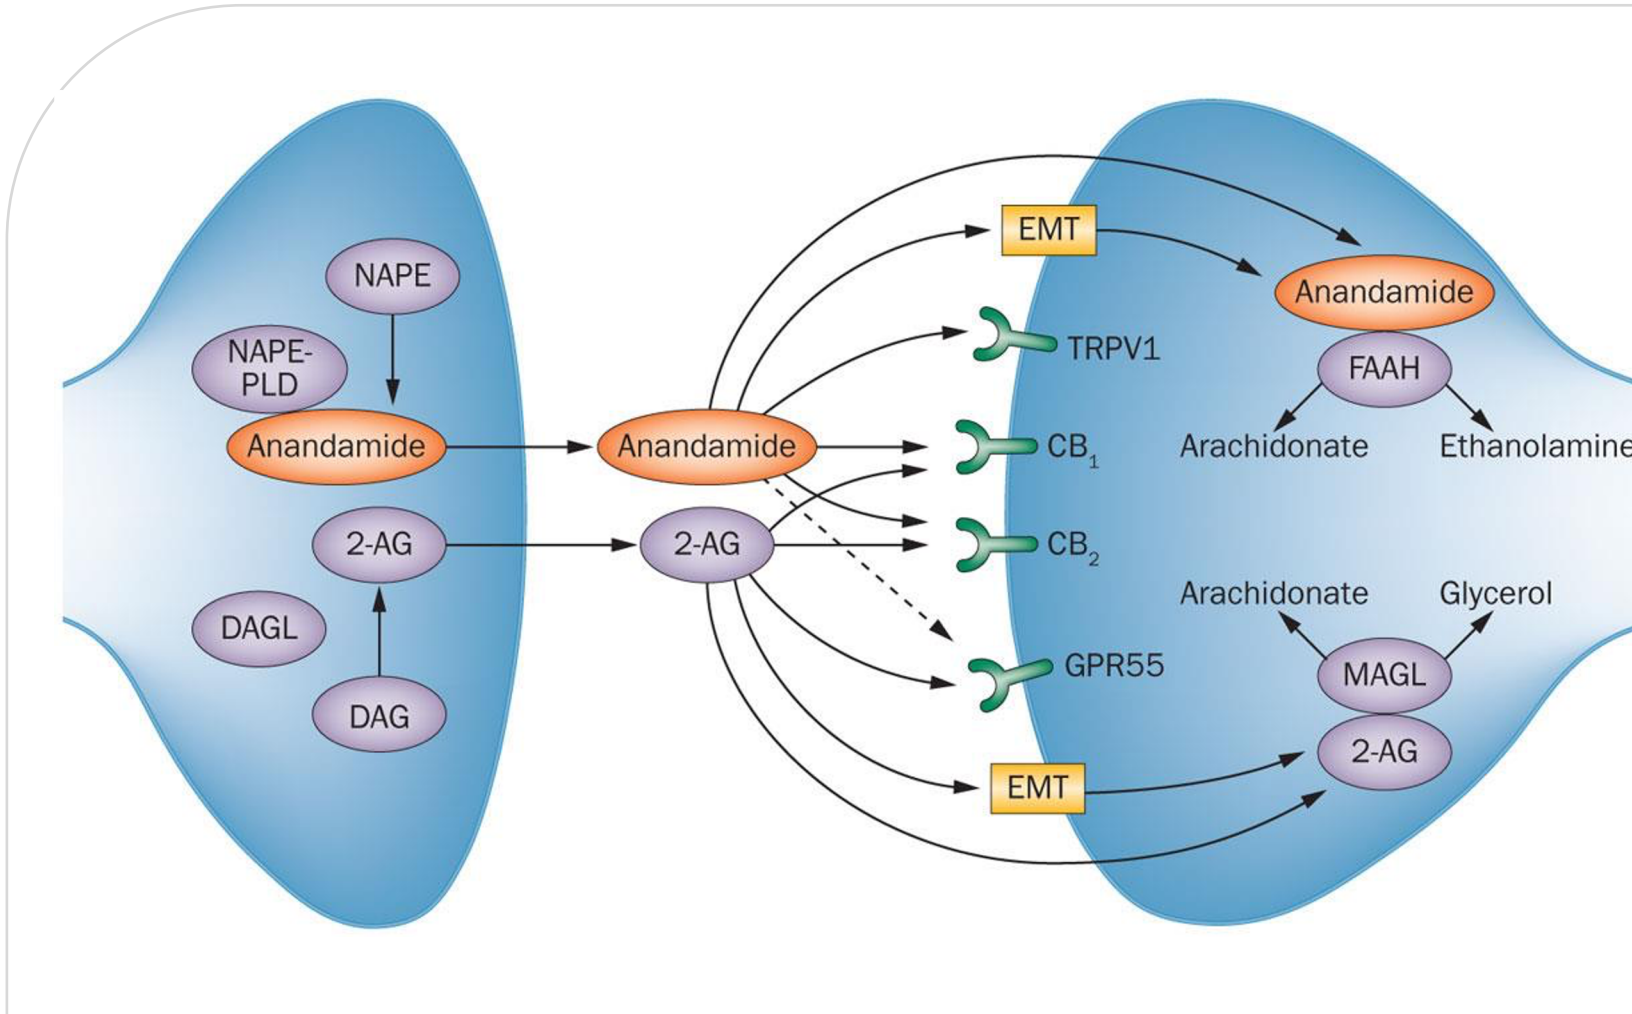 NAPE
NAPE-
PLD
Anandamide
2-AG
DAGL
DAG
Anandamide
2-AG
EMT
TRPV1
CB1
CB2
GPR55
EMT
Anandamide
FAAH
Arachidonate
Ethanolamine
Arachidonate
Glycerol
MAGL
2-AG